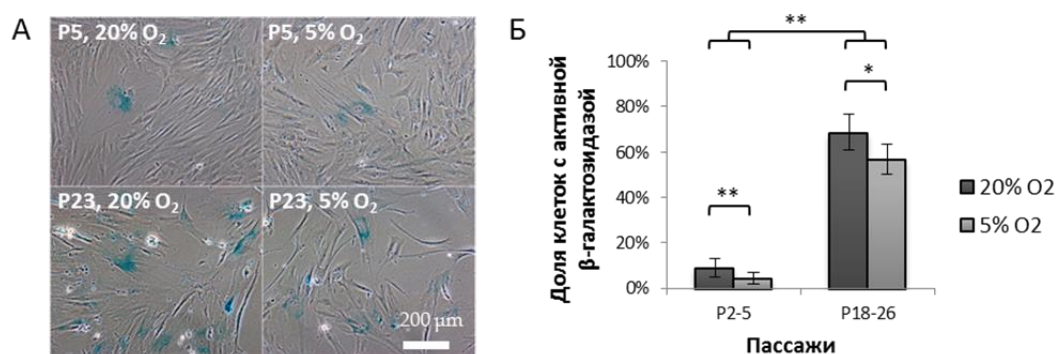 А
P5, 20% O₂
P5, 5% O₂
P23, 20% O₂
P23, 5% O₂
200 µm
Б
Доля клеток с активной
β-галактозидазой
100%
80%
60%
40%
20%
0%
**
**
*
P2-5
P18-26
Пассажи
20% O2
5% O2